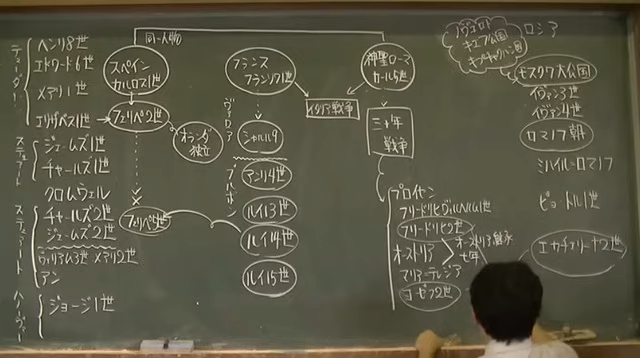 テューダー
ヘンリ8世
エドワード6世
メアリ1世
エリザベス1世
ステュアート
ジェームズ1世
チャールズ1世
クロムウェル
ステュアート
チャールズ2世
ジェームズ2世
ウィリアム3世 メアリ2世
アン
ハノーヴァー
ジョージ1世
同一人物
スペイン
カルロス1世
フェリペ2世
オランダ
独立
フェリペ5世
フランス
フランソワ1世
ヴァロア
シャルル9
ブルボン
アンリ4世
ルイ13世
ルイ14世
ルイ15世
イタリア戦争
神聖ローマ
カール5世
三十年
戦争
プロイセン
フリードリヒヴィルヘルム1世
フリードリヒ2世
オーストリア
マリア=テレジア
ヨーゼフ2世
オーストリア継承
七年
ノヴゴロド
キエフ公国
キプチャクハン国
ロシア
モスクワ大公国
イヴァン3世
イヴァン4世
ロマノフ朝
ミハイル=ロマノフ
ピョートル1世
エカチェリーナ2世